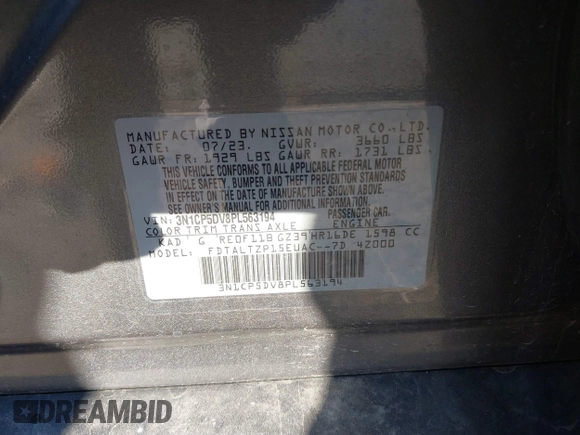 MANUFACTURED BY NISSAN MOTOR CO.,LTD.
DATE: 07/23. GVWR: 3660 LBS
GAWR FR: 1929 LBS GAWR RR: 1731 LBS.
THIS VEHICLE CONFORMS TO ALL APPLICABLE FEDERAL MOTOR
VEHICLE SAFETY, BUMPER AND THEFT PREVENTION STANDARDS
IN EFFECT ON THE DATE OF MANUFACTURE SHOWN ABOVE.
SEE OWNER'S MANUAL FOR ADDITIONAL INFORMATION.
VIN: 3N1CP5DV8PL563194 PASSENGER CAR.
COLOR TRIM TRANS AXLE ENGINE
KAD G RE0F11B GZ39 HR16DE 1598 CC
MODEL: FDTALTZP15EUAC--7D 4Z000
3N1CP5DV8PL563194
DREAMBID